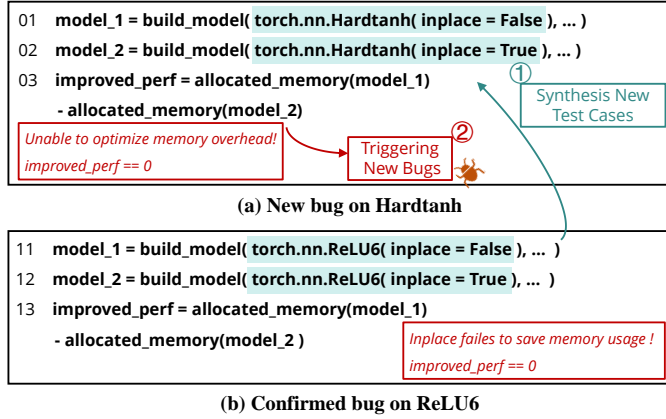 01 model_1 = build_model( torch.nn.Hardtanh( inplace = False ), ... )
02 model_2 = build_model( torch.nn.Hardtanh( inplace = True ), ... )
03 improved_perf = allocated_memory(model_1)
- allocated_memory(model_2)
① Synthesis New
Test Cases
Unable to optimize memory overhead!
improved_perf == 0
② Triggering
New Bugs
(a) New bug on Hardtanh
11 model_1 = build_model( torch.nn.ReLU6( inplace = False ), ... )
12 model_2 = build_model( torch.nn.ReLU6( inplace = True ), ... )
13 improved_perf = allocated_memory(model_1)
- allocated_memory(model_2 )
Inplace failes to save memory usage !
improved_perf == 0
(b) Confirmed bug on ReLU6